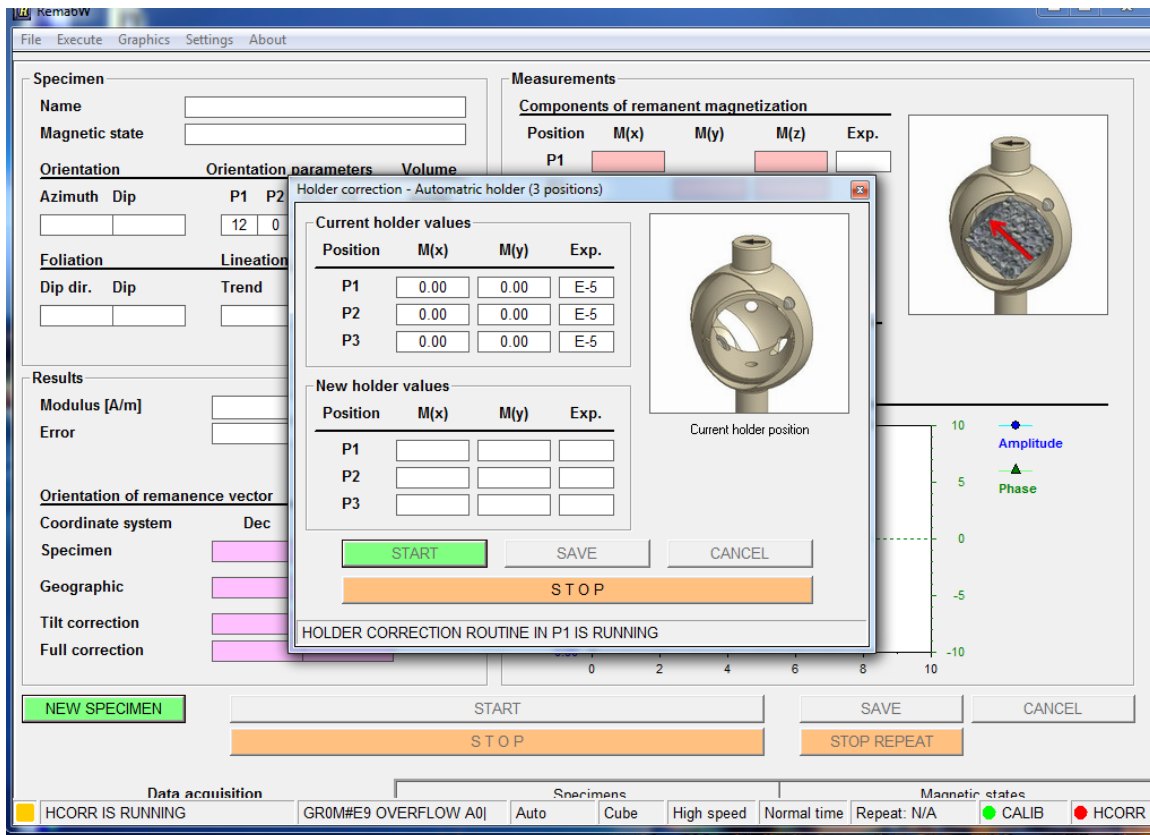 Rema6W
File Execute Graphics Settings About
Specimen
Name
Magnetic state
Orientation Orientation parameters Volume
Azimuth Dip P1 P2
12 0
Foliation Lineation
Dip dir. Dip Trend
Measurements
Components of remanent magnetization
Position M(x) M(y) M(z) Exp.
P1
Holder correction - Automatric holder (3 positions)
Current holder values
Position M(x) M(y) Exp.
P1 0.00 0.00 E-5
P2 0.00 0.00 E-5
P3 0.00 0.00 E-5
New holder values
Position M(x) M(y) Exp.
P1
P2
P3
Current holder position
START SAVE CANCEL
S T O P
HOLDER CORRECTION ROUTINE IN P1 IS RUNNING
Results
Modulus [A/m]
Error
Orientation of remanence vector
Coordinate system Dec
Specimen
Geographic
Tilt correction
Full correction
10
5
0
-5
-10
Amplitude
Phase
0 2 4 6 8 10
NEW SPECIMEN START SAVE CANCEL
S T O P STOP REPEAT
Data acquisition Specimens Magnetic states
HCORR IS RUNNING GR0M#E9 OVERFLOW A0| Auto Cube High speed Normal time Repeat: N/A CALIB HCORR